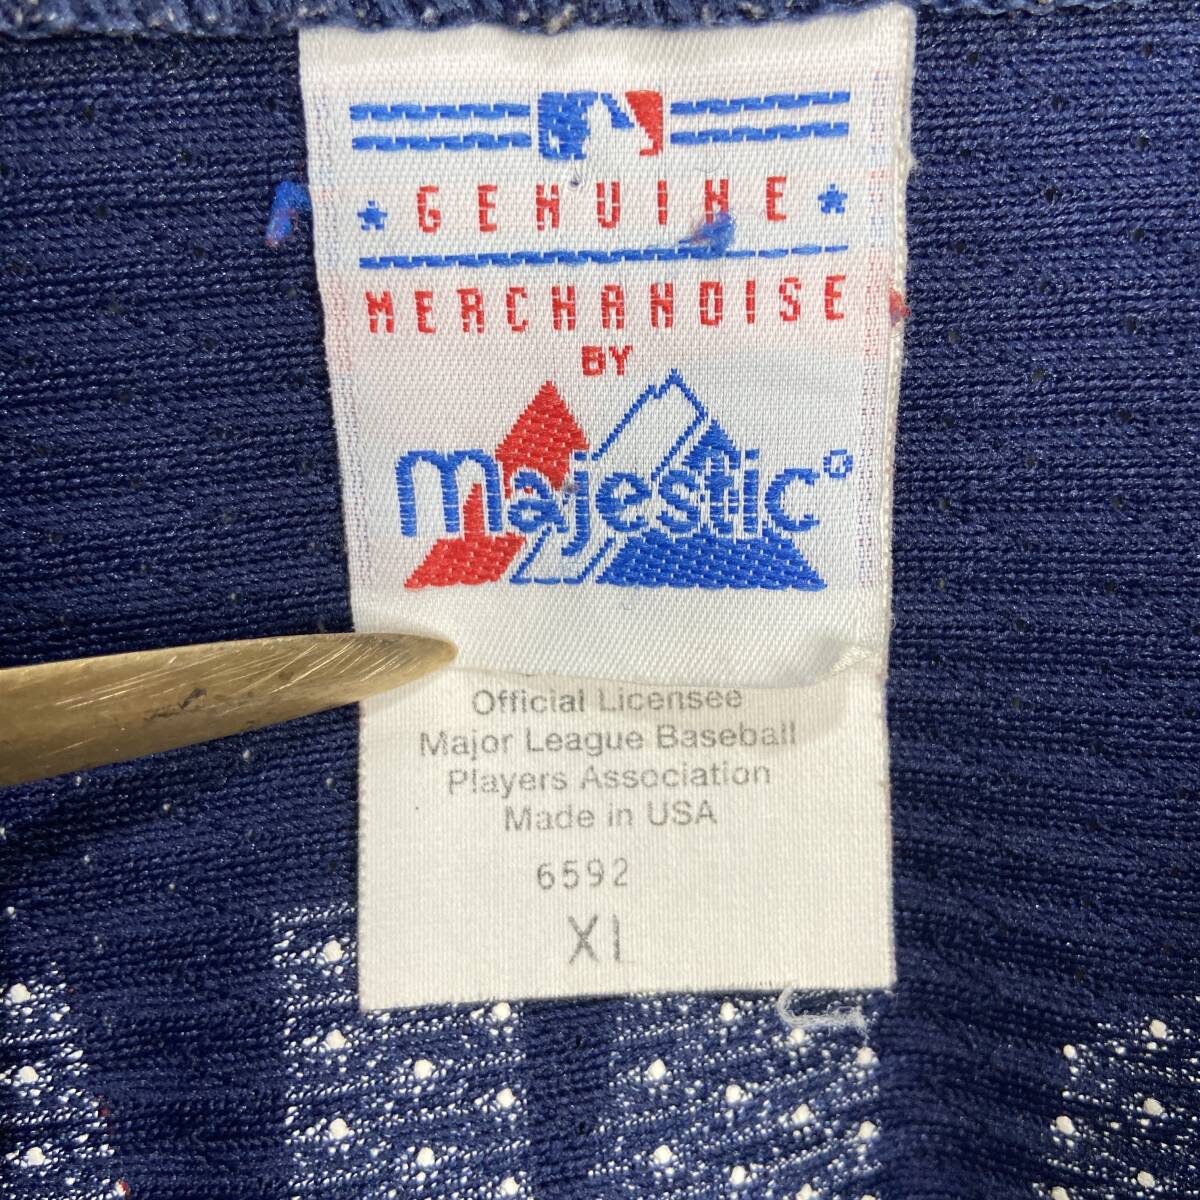 GENUINE
MERCHANDISE
BY
Majestic®
Official Licensee
Major League Baseball
Players Association
Made in USA
6592
XL